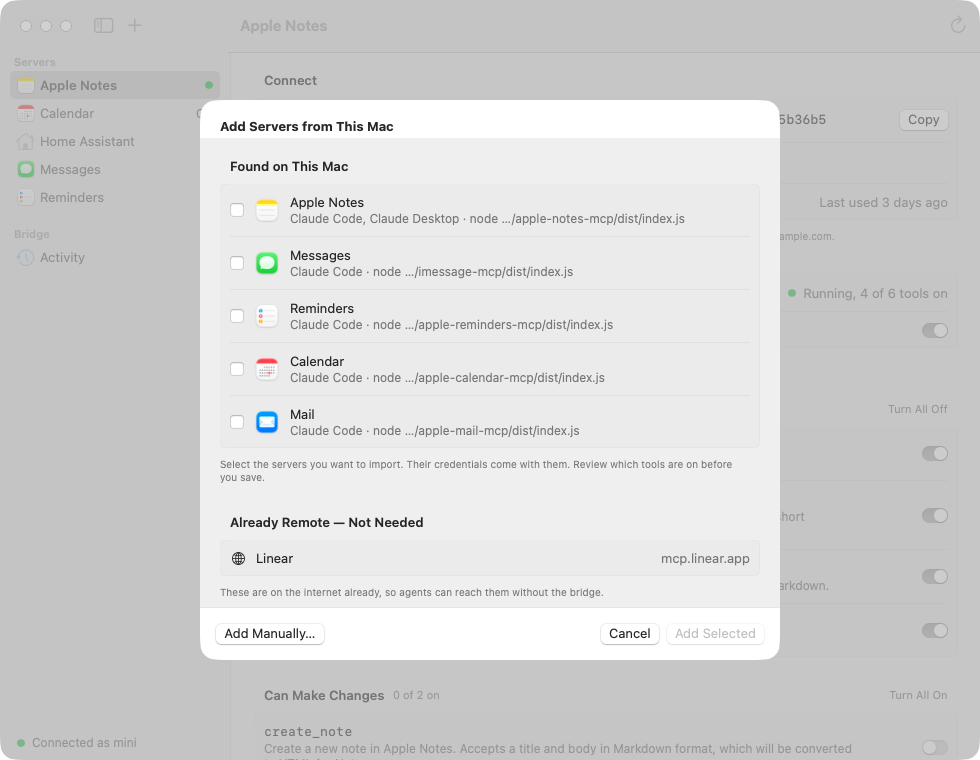 Apple Notes
Servers
Apple Notes
Calendar
Home Assistant
Messages
Reminders
Bridge
Activity
Connected as mini
Connect
5b36b5
Copy
Last used 3 days ago
ample.com.
Running, 4 of 6 tools on
Turn All Off
hort
arkdown.
Add Servers from This Mac
Found on This Mac
Apple Notes
Claude Code, Claude Desktop · node …/apple-notes-mcp/dist/index.js
Messages
Claude Code · node …/imessage-mcp/dist/index.js
Reminders
Claude Code · node …/apple-reminders-mcp/dist/index.js
Calendar
Claude Code · node …/apple-calendar-mcp/dist/index.js
Mail
Claude Code · node …/apple-mail-mcp/dist/index.js
Select the servers you want to import. Their credentials come with them. Review which tools are on before
you save.
Already Remote — Not Needed
Linear mcp.linear.app
These are on the internet already, so agents can reach them without the bridge.
Add Manually… Cancel Add Selected
Can Make Changes 0 of 2 on Turn All On
create_note
Create a new note in Apple Notes. Accepts a title and body in Markdown format, which will be converted